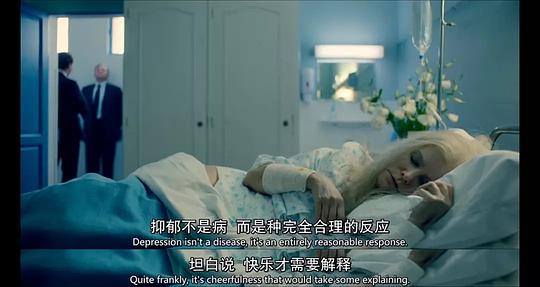 抑郁不是病 而是种完全合理的反应
Depression isn't a disease, it's an entirely reasonable response.
坦白说 快乐才需要解释
Quite frankly, it's cheerfulness that would take some explaining.